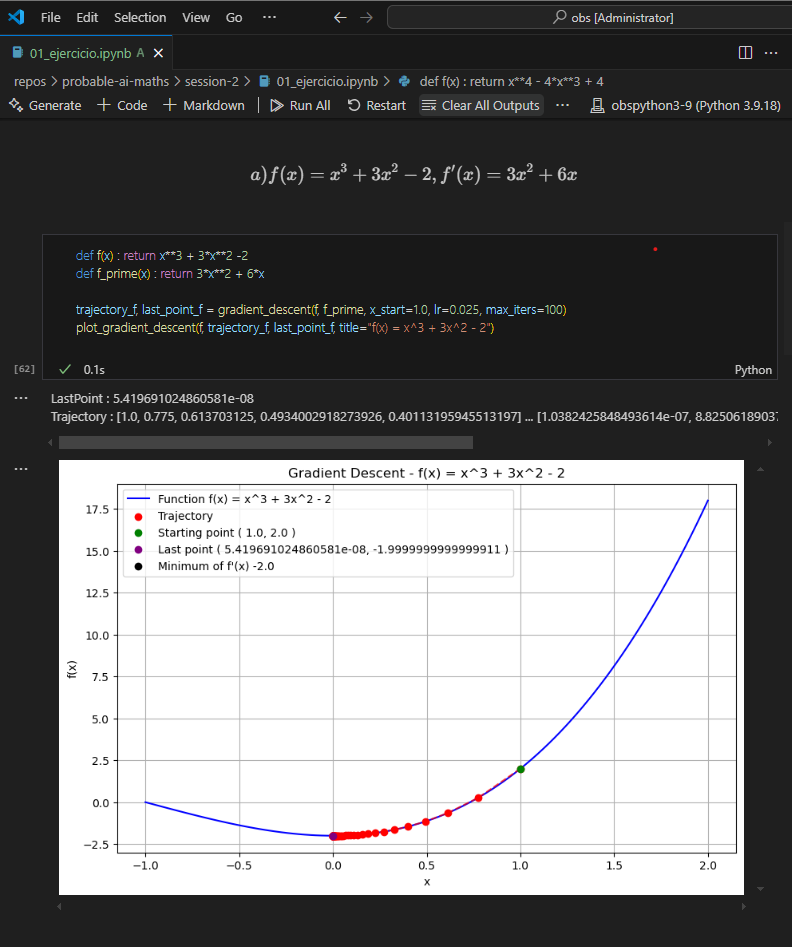 File Edit Selection View Go ··· ← → obs [Administrator]
01_ejercicio.ipynb A ×
repos > probable-ai-maths > session-2 > 01_ejercicio.ipynb > def f(x) : return x**4 - 4*x**3 + 4
Generate + Code + Markdown | Run All Restart Clear All Outputs ··· obspython3-9 (Python 3.9.18)
a)f(x) = x³ + 3x² − 2, f′(x) = 3x² + 6x
def f(x) : return x**3 + 3*x**2 -2
def f_prime(x) : return 3*x**2 + 6*x
trajectory_f, last_point_f = gradient_descent(f, f_prime, x_start=1.0, lr=0.025, max_iters=100)
plot_gradient_descent(f, trajectory_f, last_point_f, title="f(x) = x^3 + 3x^2 - 2")
[62] ✓ 0.1s Python
LastPoint : 5.419691024860581e-08
Trajectory : [1.0, 0.775, 0.613703125, 0.4934002918273926, 0.40113195945513197] ... [1.0382425848493614e-07, 8.8250618903
Gradient Descent - f(x) = x^3 + 3x^2 - 2
Function f(x) = x^3 + 3x^2 - 2
Trajectory
Starting point ( 1.0, 2.0 )
Last point ( 5.419691024860581e-08, -1.9999999999999911 )
Minimum of f'(x) -2.0
17.5
15.0
12.5
10.0
7.5
5.0
2.5
0.0
−2.5
f(x)
−1.0 −0.5 0.0 0.5 1.0 1.5 2.0
x